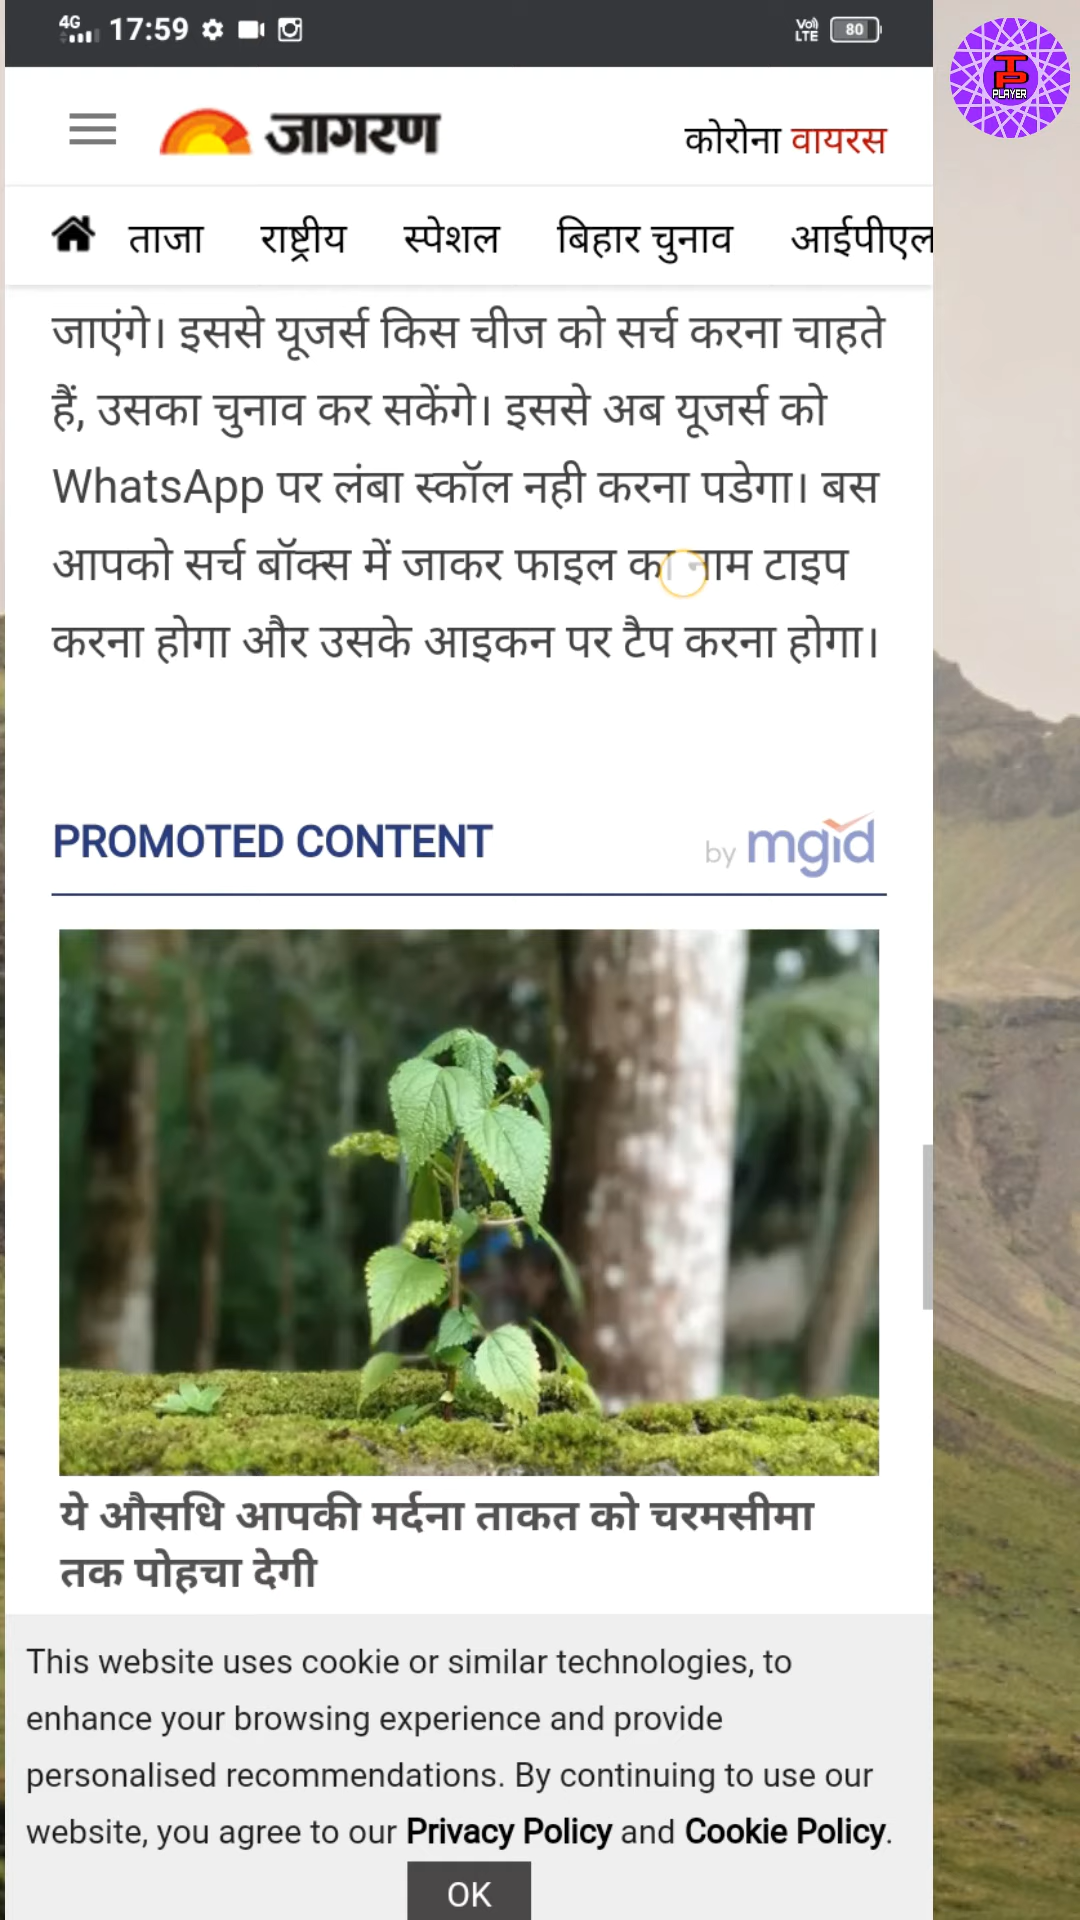 4G 17:59 Vo) LTE 80
TP
PLAYER
जागरण कोरोना वायरस
ताजा राष्ट्रीय स्पेशल बिहार चुनाव आईपीएल
जाएंगे। इससे यूजर्स किस चीज को सर्च करना चाहते
हैं, उसका चुनाव कर सकेंगे। इससे अब यूजर्स को
WhatsApp पर लंबा स्कॉल नही करना पडेगा। बस
आपको सर्च बॉक्स में जाकर फाइल का नाम टाइप
करना होगा और उसके आइकन पर टैप करना होगा।
PROMOTED CONTENT by mgid
ये औसधि आपकी मर्दना ताकत को चरमसीमा
तक पोहचा देगी
This website uses cookie or similar technologies, to
enhance your browsing experience and provide
personalised recommendations. By continuing to use our
website, you agree to our Privacy Policy and Cookie Policy.
OK